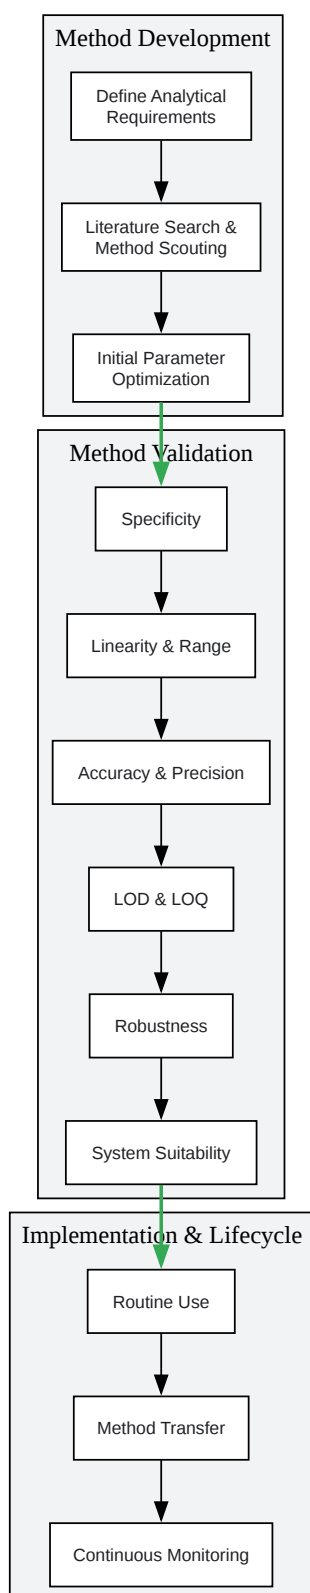 Method Development
Define Analytical
Requirements
Literature Search &
Method Scouting
Initial Parameter
Optimization
Method Validation
Specificity
Linearity & Range
Accuracy & Precision
LOD & LOQ
Robustness
System Suitability
Implementation & Lifecycle
Routine Use
Method Transfer
Continuous Monitoring